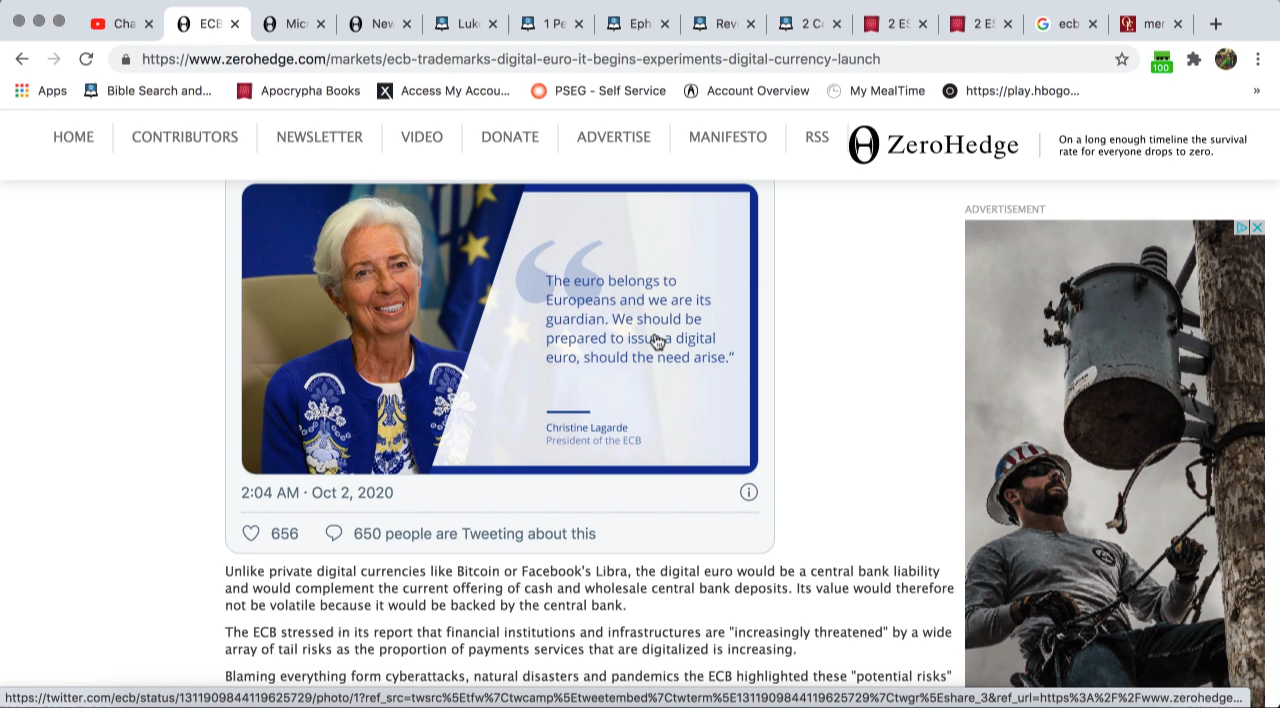 Cha
ECB
Mic
New
Luk
1 Pe
Eph
Rev
2 C
2 ES
2 E
ecb
mer
https://www.zerohedge.com/markets/ecb-trademarks-digital-euro-it-begins-experiments-digital-currency-launch
100
Apps
Bible Search and...
Apocrypha Books
Access My Accou...
PSEG - Self Service
Account Overview
My MealTime
https://play.hbogo...
»
HOME
CONTRIBUTORS
NEWSLETTER
VIDEO
DONATE
ADVERTISE
MANIFESTO
RSS
ZeroHedge
On a long enough timeline the survival
rate for everyone drops to zero.
ADVERTISEMENT
The euro belongs to
Europeans and we are its
guardian. We should be
prepared to issue a digital
euro, should the need arise.”
Christine Lagarde
President of the ECB
2:04 AM · Oct 2, 2020
656
650 people are Tweeting about this
Unlike private digital currencies like Bitcoin or Facebook's Libra, the digital euro would be a central bank liability
and would complement the current offering of cash and wholesale central bank deposits. Its value would therefore
not be volatile because it would be backed by the central bank.
The ECB stressed in its report that financial institutions and infrastructures are "increasingly threatened" by a wide
array of tail risks as the proportion of payments services that are digitalized is increasing.
Blaming everything form cyberattacks, natural disasters and pandemics the ECB highlighted these "potential risks"
https://twitter.com/ecb/status/1311909844119625729/photo/1?ref_src=twsrc%5Etfw%7Ctwcamp%5Etweetembed%7Ctwterm%5E1311909844119625729%7Ctwgr%5Eshare_3&ref_url=https%3A%2F%2Fwww.zerohedge...